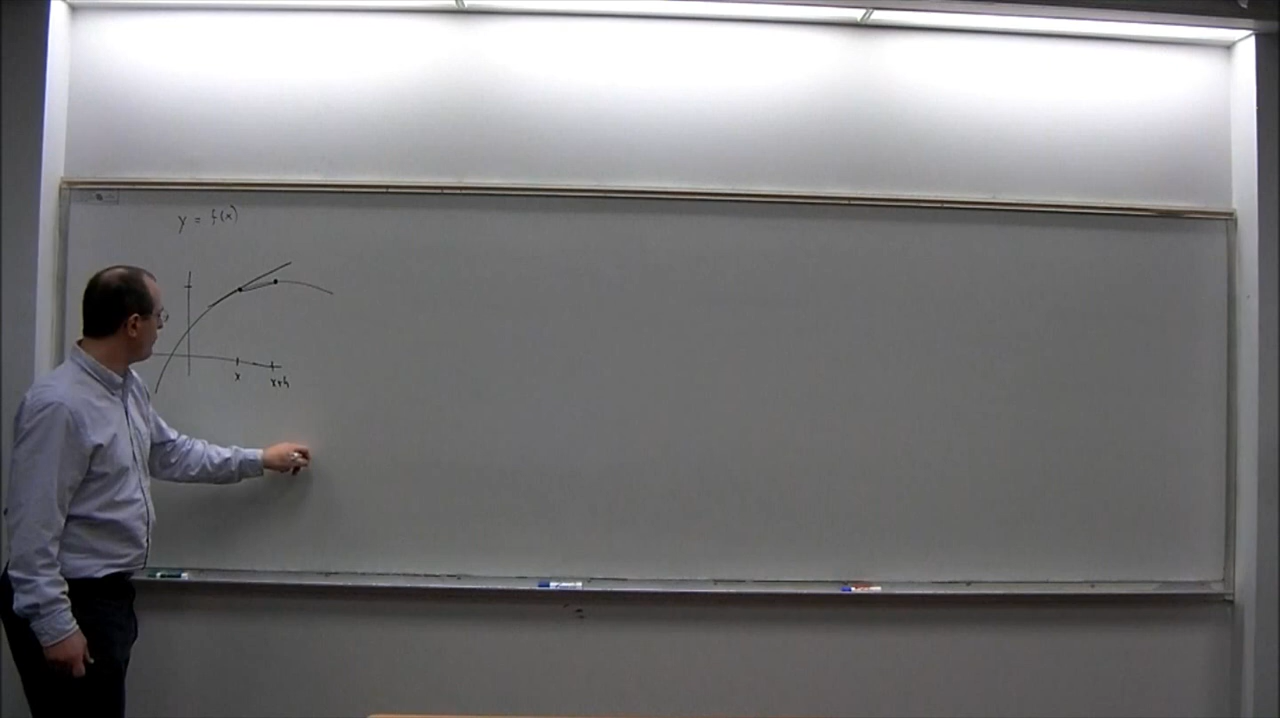 y = f(x)
x x+h